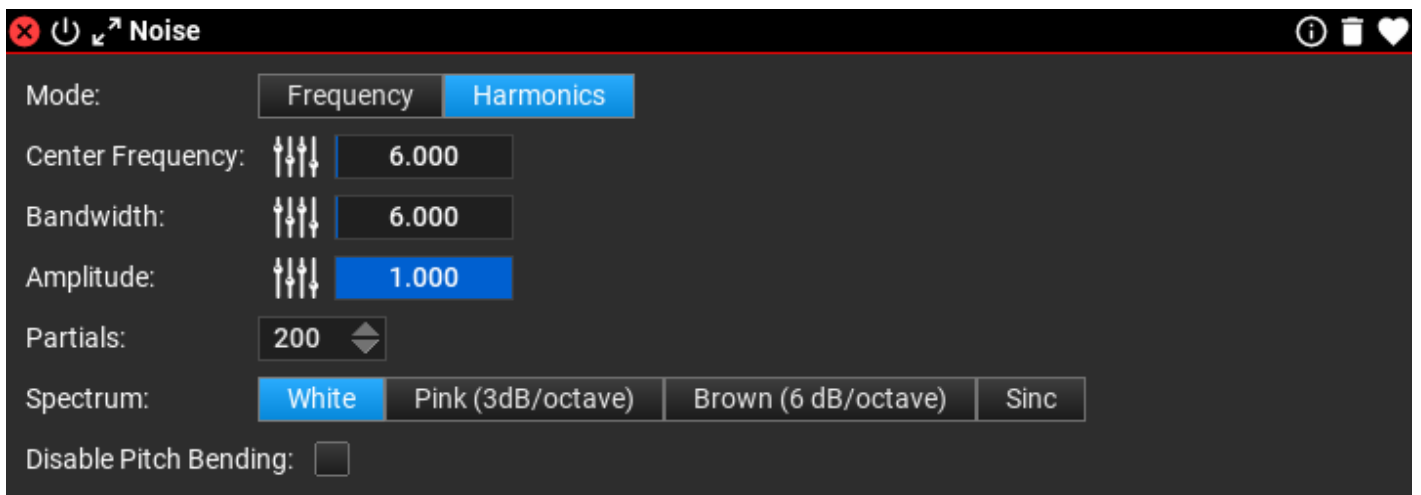 Noise
Mode: Frequency Harmonics
Center Frequency: 6.000
Bandwidth: 6.000
Amplitude: 1.000
Partials: 200
Spectrum: White Pink (3dB/octave) Brown (6 dB/octave) Sinc
Disable Pitch Bending: